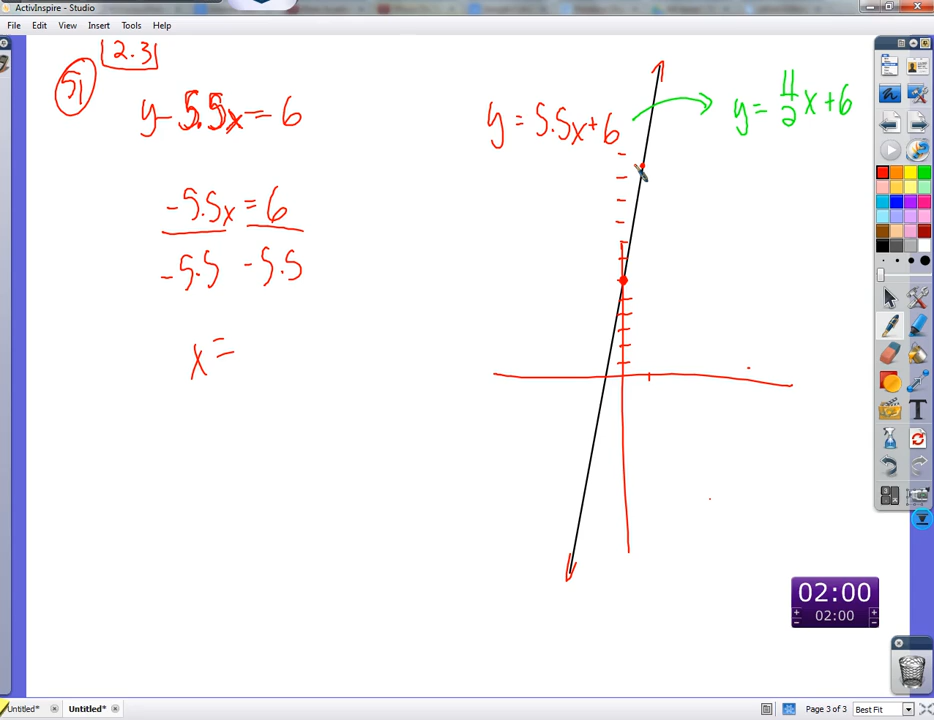 ActivInspire - Studio
File Edit View Insert Tools
2.3
51
y - 5.5x = 6
-5.5x = 6
-5.5 -5.5
x =
y = 5.5x + 6
y = 11/2 x + 6
02:00
02:00
Untitled* Untitled*
Page 3 of 3 Best Fit